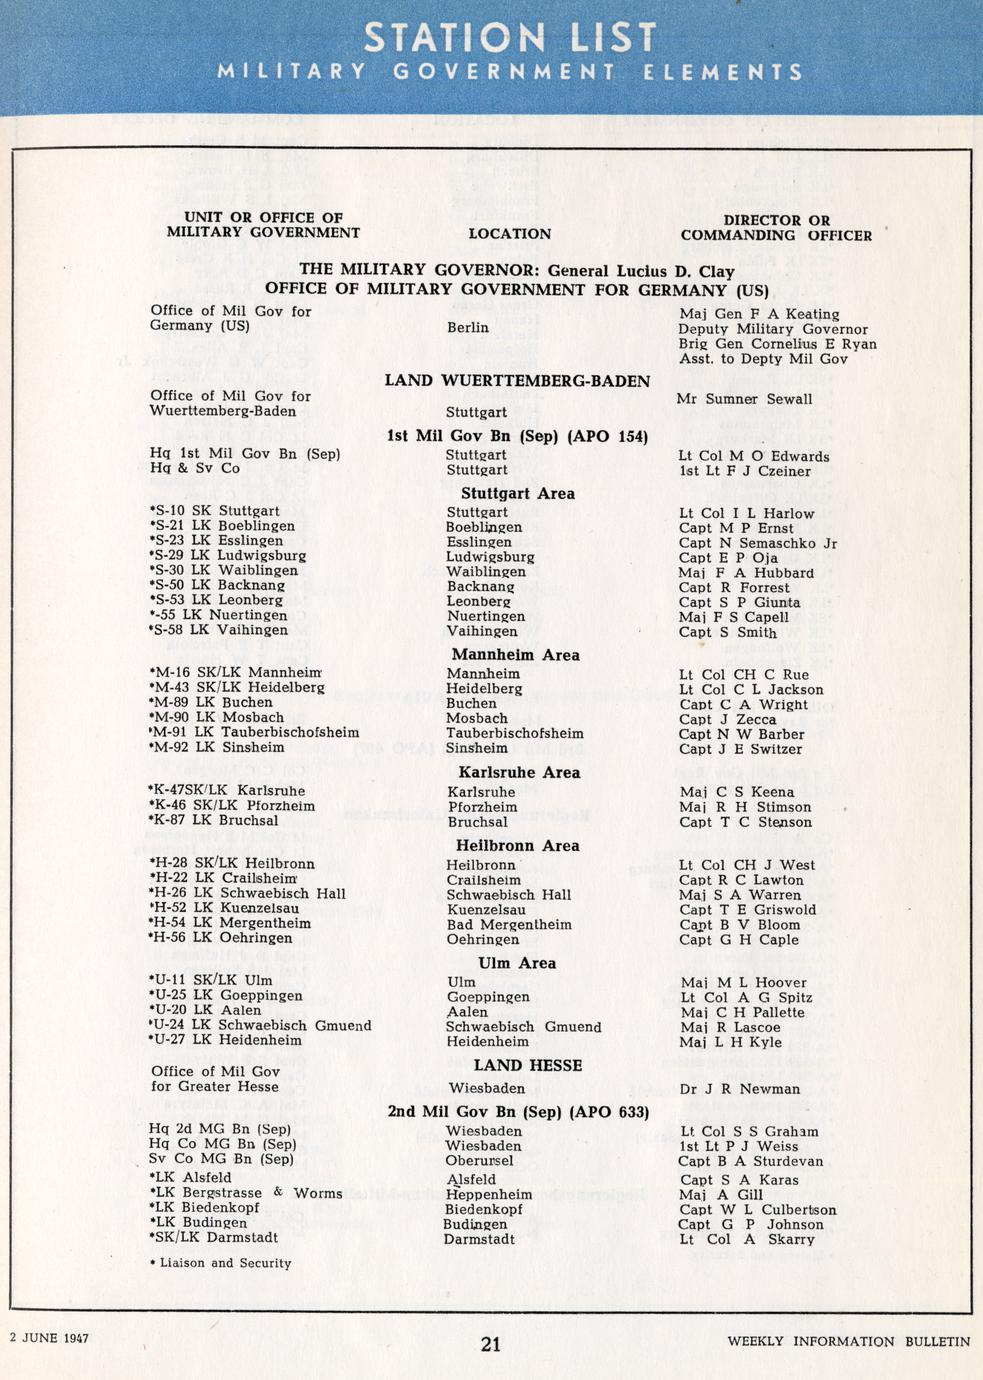 STATION LIST
MILITARY GOVERNMENT ELEMENTS
UNIT OR OFFICE OF MILITARY GOVERNMENT LOCATION DIRECTOR OR COMMANDING OFFICER
THE MILITARY GOVERNOR: General Lucius D. Clay
OFFICE OF MILITARY GOVERNMENT FOR GERMANY (US)
Office of Mil Gov for Maj Gen F A Keating
Germany (US) Berlin Deputy Military Governor
Brig Gen Cornelius E Ryan
Asst. to Depty Mil Gov
LAND WUERTTEMBERG-BADEN
Office of Mil Gov for Mr Sumner Sewall
Wuerttemberg-Baden Stuttgart
1st Mil Gov Bn (Sep) (APO 154)
Hq 1st Mil Gov Bn (Sep) Stuttgart Lt Col M O Edwards
Hq & Sv Co Stuttgart 1st Lt F J Czeiner
Stuttgart Area
*S-10 SK Stuttgart Stuttgart Lt Col I L Harlow
*S-21 LK Boeblingen Boeblingen Capt M P Ernst
*S-23 LK Esslingen Esslingen Capt N Semaschko Jr
*S-29 LK Ludwigsburg Ludwigsburg Capt E P Oja
*S-30 LK Waiblingen Waiblingen Maj F A Hubbard
*S-50 LK Backnang Backnang Capt R Forrest
*S-53 LK Leonberg Leonberg Capt S P Giunta
*-55 LK Nuertingen Nuertingen Maj F S Capell
*S-58 LK Vaihingen Vaihingen Capt S Smith
Mannheim Area
*M-16 SK/LK Mannheim Mannheim Lt Col CH C Rue
*M-43 SK/LK Heidelberg Heidelberg Lt Col C L Jackson
*M-89 LK Buchen Buchen Capt C A Wright
*M-90 LK Mosbach Mosbach Capt J Zecca
*M-91 LK Tauberbischofsheim Tauberbischofsheim Capt N W Barber
*M-92 LK Sinsheim Sinsheim Capt J E Switzer
Karlsruhe Area
*K-47SK/LK Karlsruhe Karlsruhe Maj C S Keena
*K-46 SK/LK Pforzheim Pforzheim Maj R H Stimson
*K-87 LK Bruchsal Bruchsal Capt T C Stenson
Heilbronn Area
*H-28 SK/LK Heilbronn Heilbronn Lt Col CH J West
*H-22 LK Crailsheim Crailsheim Capt R C Lawton
*H-26 LK Schwaebisch Hall Schwaebisch Hall Maj S A Warren
*H-52 LK Kuenzelsau Kuenzelsau Capt T E Griswold
*H-54 LK Mergentheim Bad Mergentheim Capt B V Bloom
*H-56 LK Oehringen Oehringen Capt G H Caple
Ulm Area
*U-11 SK/LK Ulm Ulm Maj M L Hoover
*U-25 LK Goeppingen Goeppingen Lt Col A G Spitz
*U-20 LK Aalen Aalen Maj C H Pallette
*U-24 LK Schwaebisch Gmuend Schwaebisch Gmuend Maj R Lascoe
*U-27 LK Heidenheim Heidenheim Maj L H Kyle
LAND HESSE
Office of Mil Gov
for Greater Hesse Wiesbaden Dr J R Newman
2nd Mil Gov Bn (Sep) (APO 633)
Hq 2d MG Bn (Sep) Wiesbaden Lt Col S S Graham
Hq Co MG Bn (Sep) Wiesbaden 1st Lt P J Weiss
Sv Co MG Bn (Sep) Oberursel Capt B A Sturdevan
*LK Alsfeld Alsfeld Capt S A Karas
*LK Bergstrasse & Worms Heppenheim Maj A Gill
*LK Biedenkopf Biedenkopf Capt W L Culbertson
*LK Budingen Budingen Capt G P Johnson
*SK/LK Darmstadt Darmstadt Lt Col A Skarry
* Liaison and Security
2 JUNE 1947 21 WEEKLY INFORMATION BULLETIN